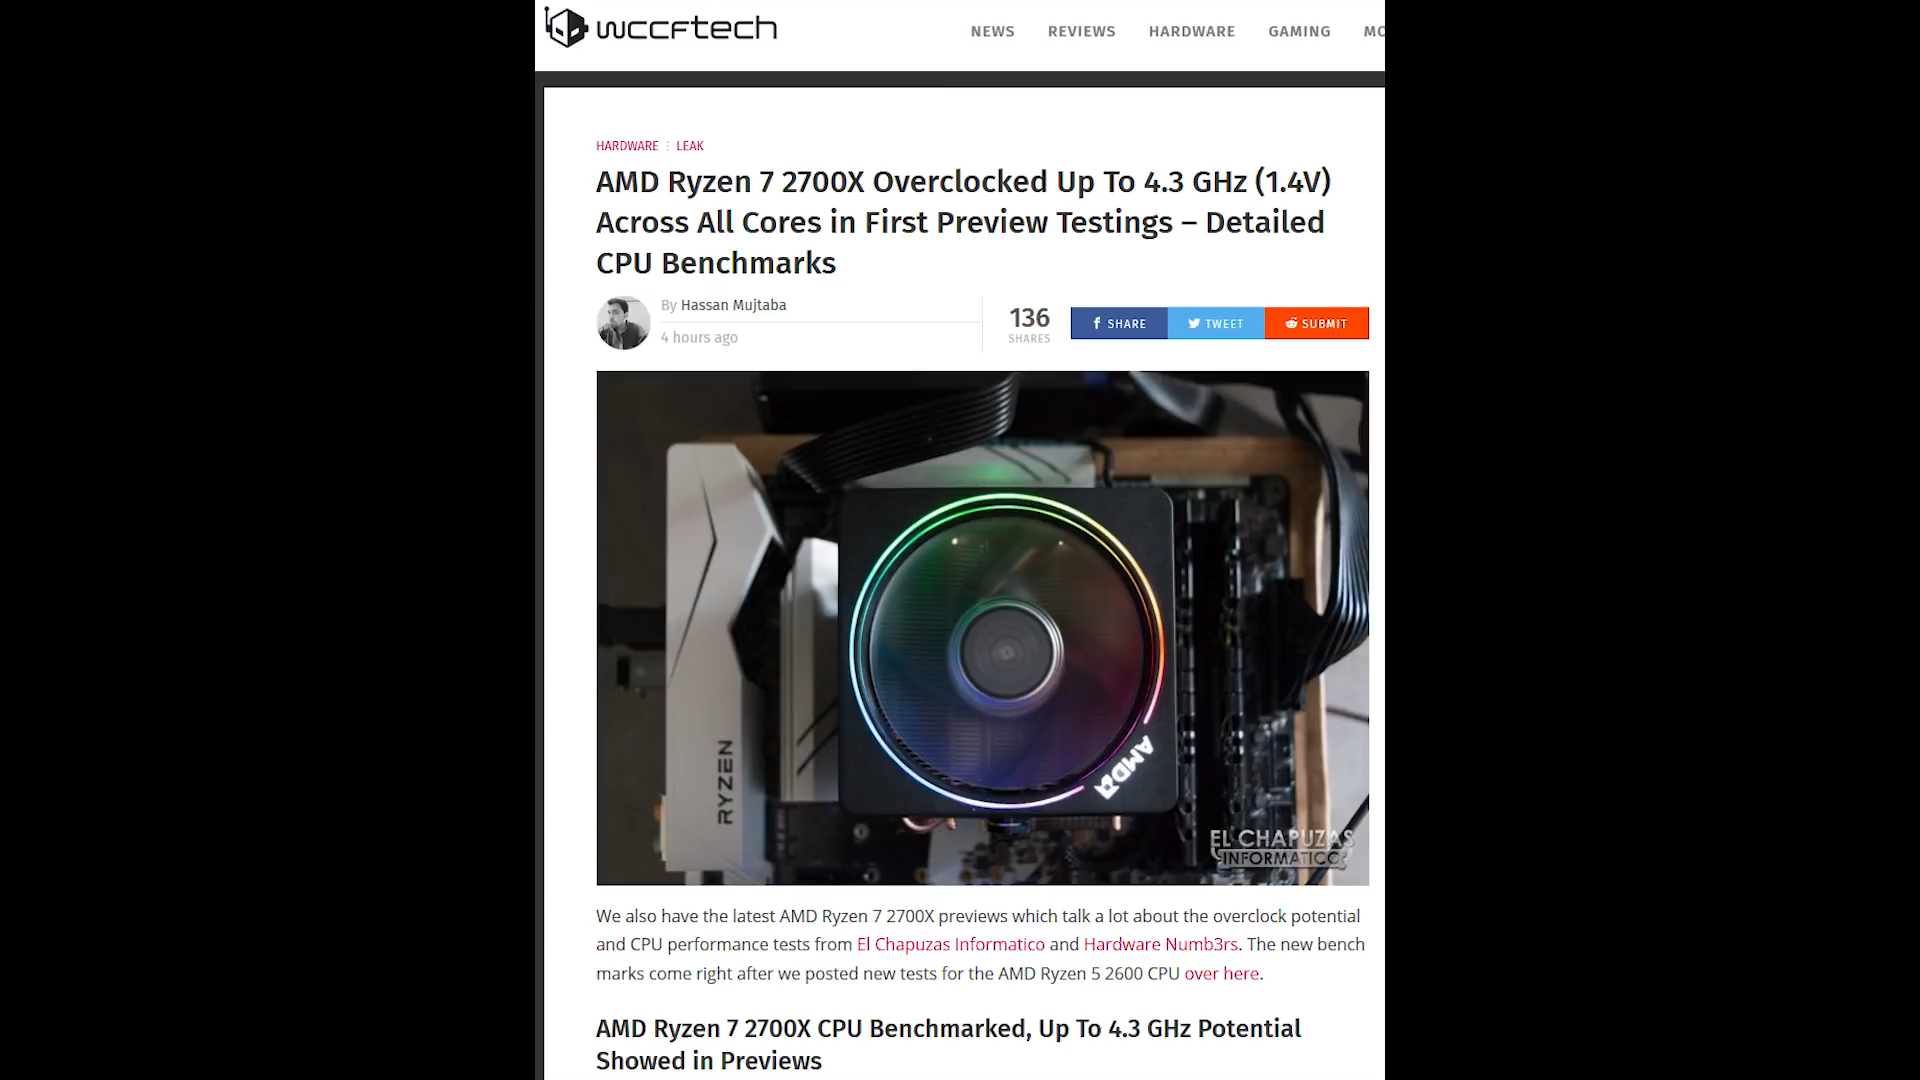 wccftech
NEWS REVIEWS HARDWARE GAMING MO
HARDWARE LEAK
AMD Ryzen 7 2700X Overclocked Up To 4.3 GHz (1.4V)
Across All Cores in First Preview Testings – Detailed
CPU Benchmarks
By Hassan Mujtaba
4 hours ago
136
SHARES
SHARE TWEET SUBMIT
RYZEN
AMD
EL CHAPUZAS
INFORMATICO
We also have the latest AMD Ryzen 7 2700X previews which talk a lot about the overclock potential
and CPU performance tests from El Chapuzas Informatico and Hardware Numb3rs. The new bench
marks come right after we posted new tests for the AMD Ryzen 5 2600 CPU over here.
AMD Ryzen 7 2700X CPU Benchmarked, Up To 4.3 GHz Potential
Showed in Previews